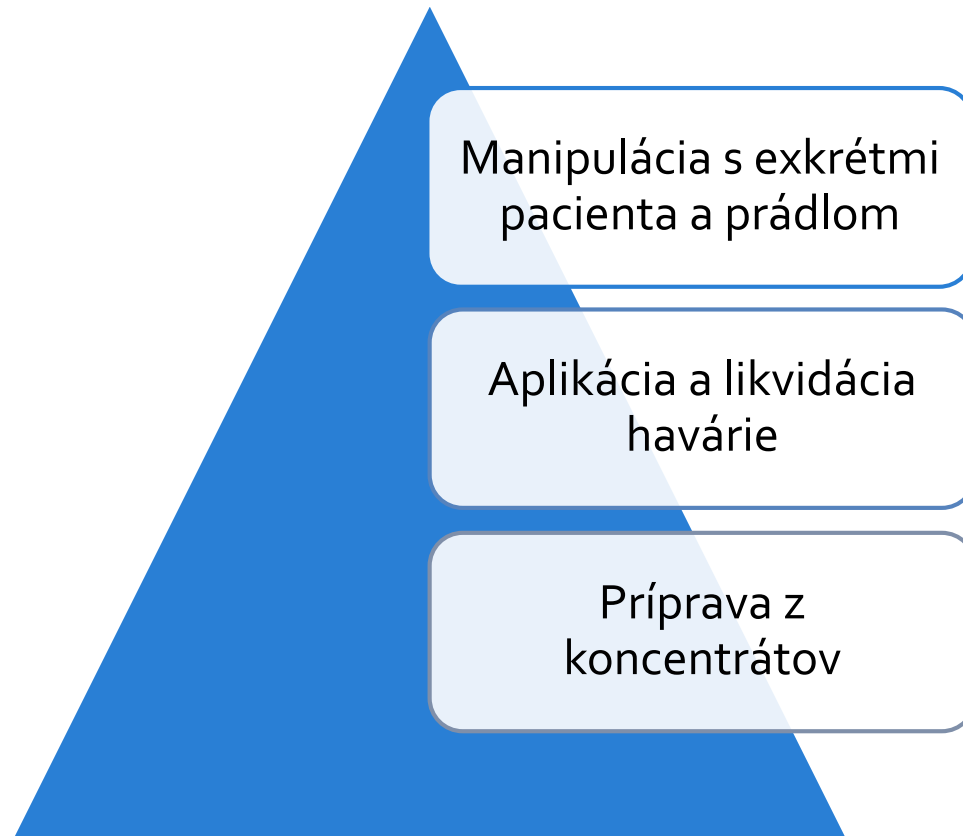 Manipulácia s exkrétmi
pacienta a prádlom
Aplikácia a likvidácia
havárie
Príprava z
koncentrátov